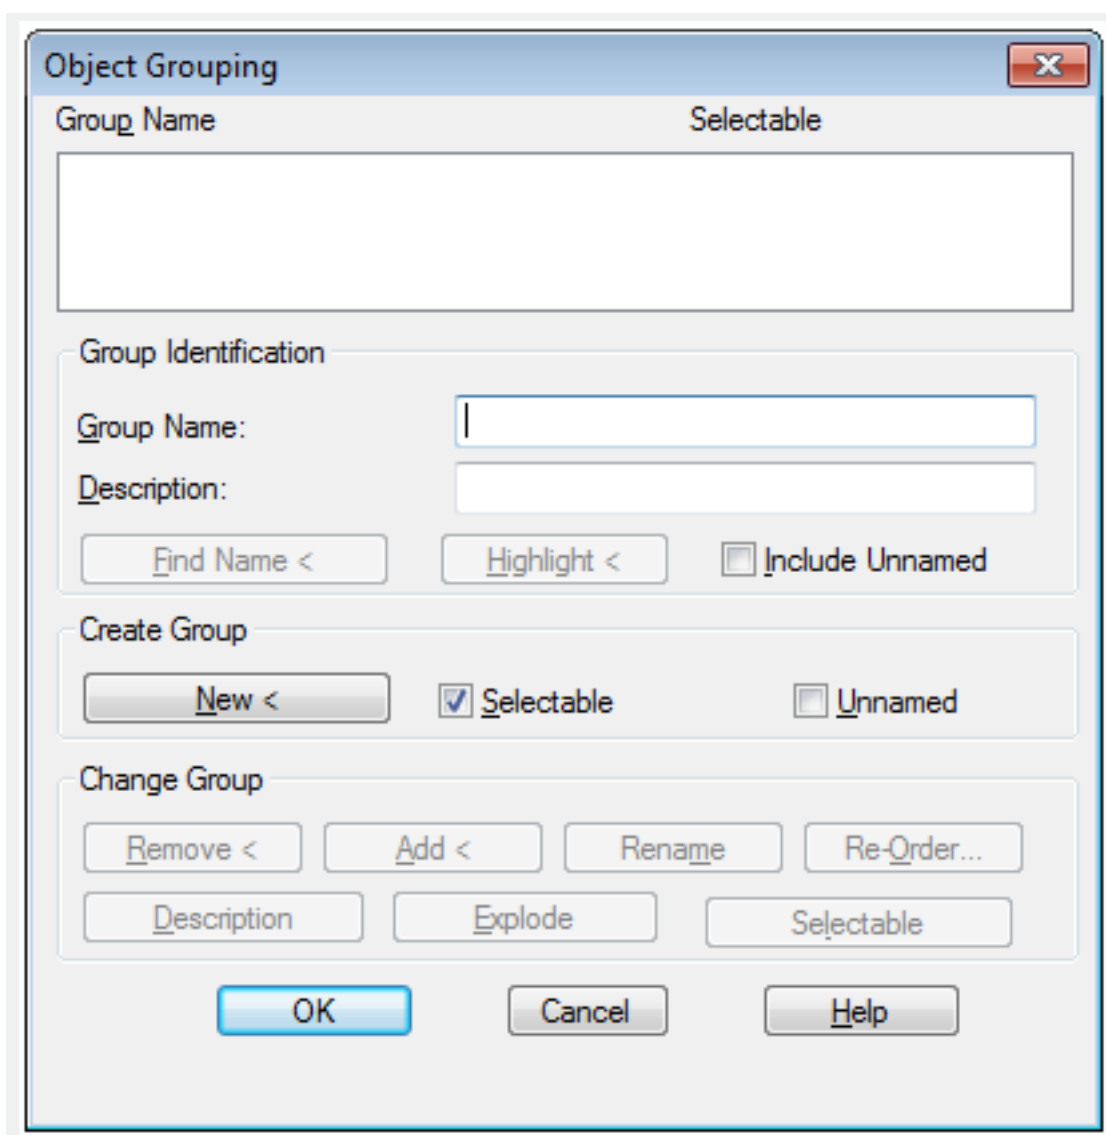 Object Grouping
Group Name Selectable
Group Identification
Group Name:
Description:
Find Name < Highlight < Include Unnamed
Create Group
New < Selectable Unnamed
Change Group
Remove < Add < Rename Re-Order...
Description Explode Selectable
OK Cancel Help